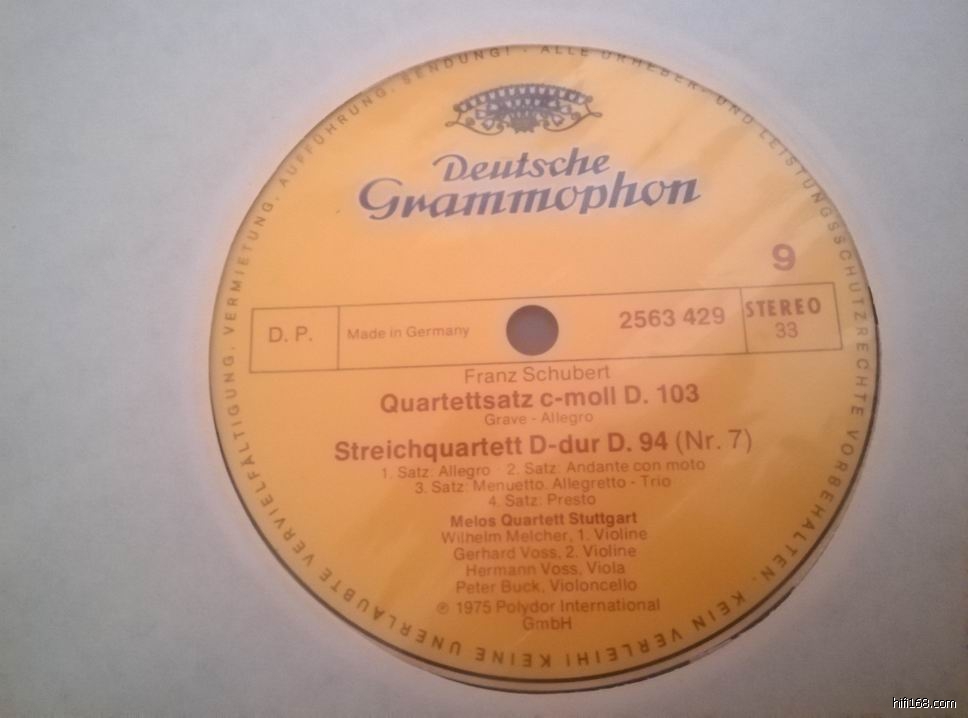 SENDUNG! · ALLE URHEBER- UND LEISTUNGSSCHUTZRECHTE VORBEHALTEN. KEIN VERLEIH! KEINE UNERLAUBTE VERVIELFÄLTIGUNG, VERMIETUNG, AUFFÜHRUNG,
Deutsche
Grammophon
9
D. P.
Made in Germany
2563 429
STEREO
33
Franz Schubert
Quartettsatz c-moll D. 103
Grave - Allegro
Streichquartett D-dur D. 94 (Nr. 7)
1. Satz: Allegro · 2. Satz: Andante con moto
3. Satz: Menuetto. Allegretto - Trio
4. Satz: Presto
Melos Quartett Stuttgart
Wilhelm Melcher, 1. Violine
Gerhard Voss, 2. Violine
Hermann Voss, Viola
Peter Buck, Violoncello
℗ 1975 Polydor International
GmbH
hifi168.com